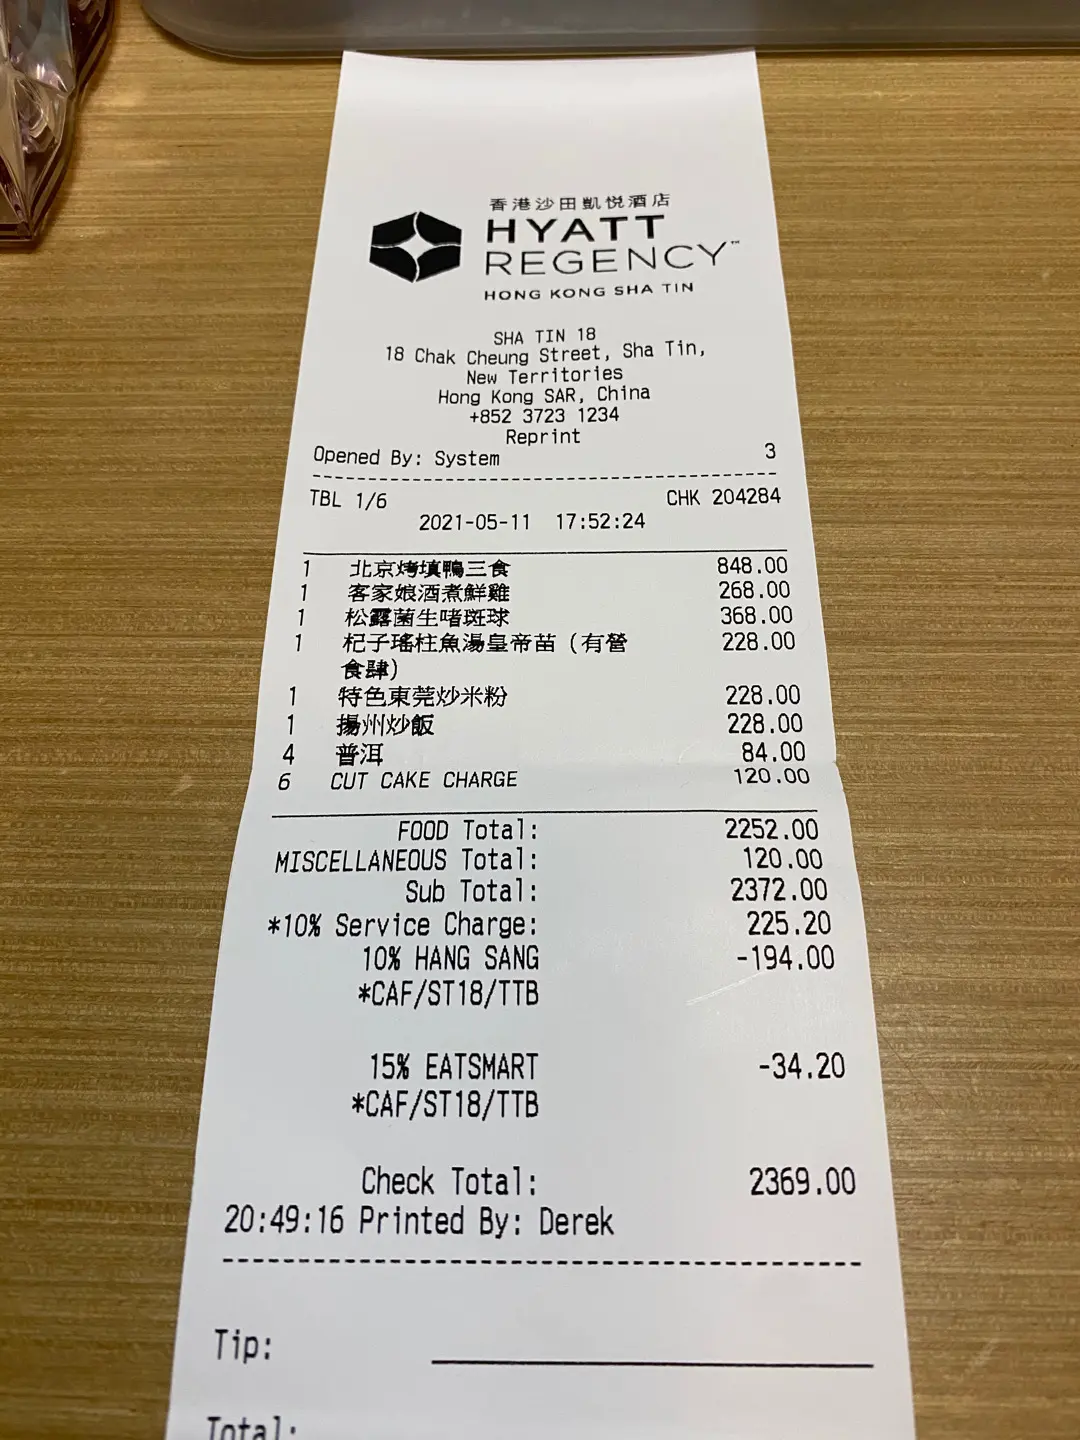 香港沙田凱悅酒店
HYATT
REGENCY™
HONG KONG SHA TIN
SHA TIN 18
18 Chak Cheung Street, Sha Tin,
New Territories
Hong Kong SAR, China
+852 3723 1234
Reprint
Opened By: System 3
TBL 1/6 CHK 204284
2021-05-11 17:52:24
1 北京烤填鴨三食 848.00
1 客家娘酒煮鮮雞 268.00
1 松露菌生啫斑球 368.00
1 杞子瑤柱魚湯皇帝苗（有營 228.00
食肆）
1 特色東莞炒米粉 228.00
1 揚州炒飯 228.00
4 普洱 84.00
6 CUT CAKE CHARGE 120.00
FOOD Total: 2252.00
MISCELLANEOUS Total: 120.00
Sub Total: 2372.00
*10% Service Charge: 225.20
10% HANG SANG -194.00
*CAF/ST18/TTB
15% EATSMART -34.20
*CAF/ST18/TTB
Check Total: 2369.00
20:49:16 Printed By: Derek
Tip:
Total: